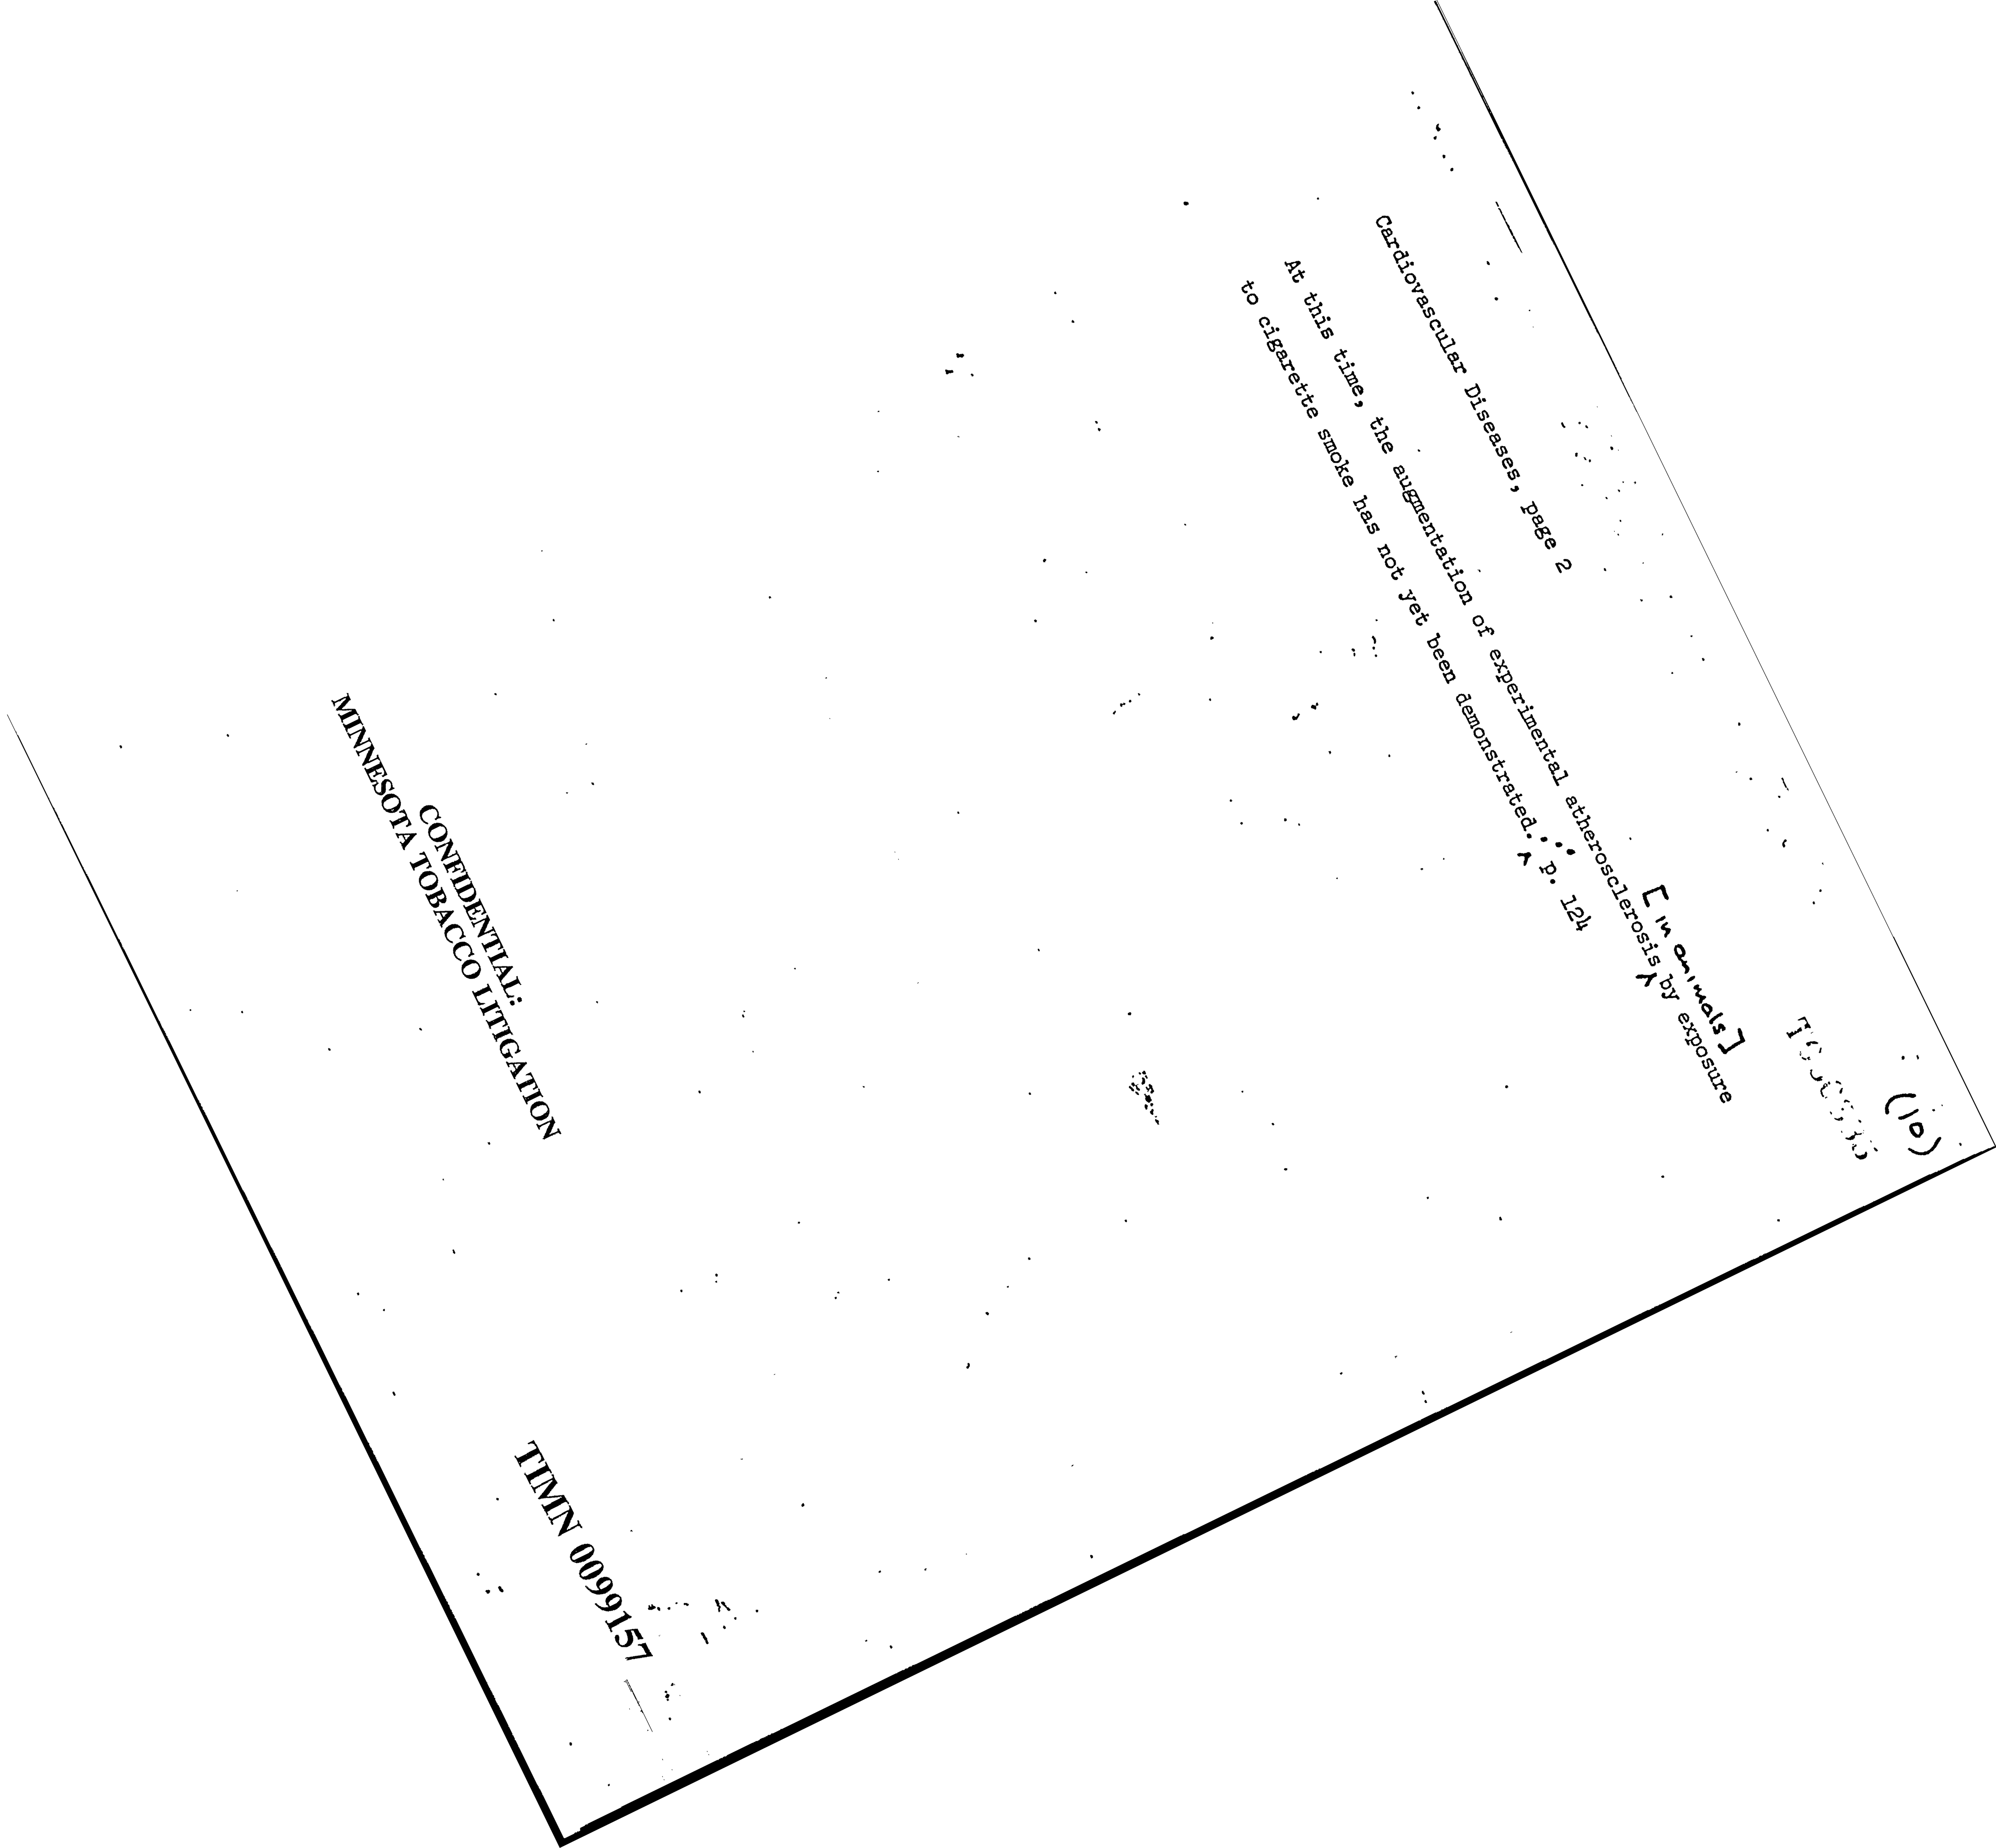 (10)
Cardiovascular Diseases, page 2
[in animals]
At this time, the augmentation of experimental atherosclerosis by exposure
to cigarette smoke has not yet been demonstrated.... p. 124
CONFIDENTIAL:
MINNESOTA TOBACCO LITIGATION
TIMN 0099157